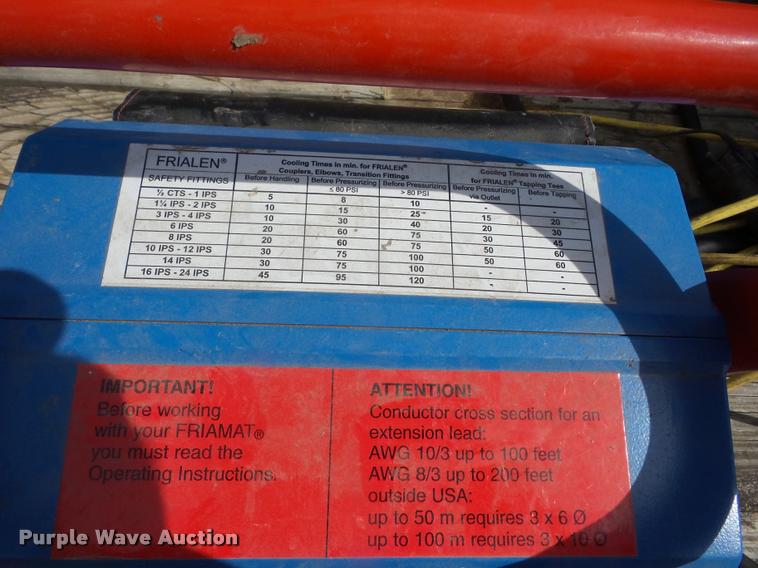 FRIALEN®
SAFETY FITTINGS
Cooling Times in min. for FRIALEN®
Couplers, Elbows, Transition Fittings
Cooling Times in min.
for FRIALEN® Tapping Tees
Before Handling
Before Pressurizing
≤ 80 PSI
Before Pressurizing
> 80 PSI
Before Pressurizing
via Outlet
Before Tapping
½ CTS - 1 IPS 5 8 10 - -
1¼ IPS - 2 IPS 10 15 25 15 20
3 IPS - 4 IPS 10 30 40 20 30
6 IPS 20 60 75 30 45
8 IPS 20 60 75 50 60
10 IPS - 12 IPS 30 75 100 50 60
14 IPS 30 75 100 - -
16 IPS - 24 IPS 45 95 120 - -
IMPORTANT!
Before working
with your FRIAMAT®
you must read the
Operating Instructions.
ATTENTION!
Conductor cross section for an
extension lead:
AWG 10/3 up to 100 feet
AWG 8/3 up to 200 feet
outside USA:
up to 50 m requires 3 x 6 Ø
up to 100 m requires 3 x 10 Ø
Purple Wave Auction